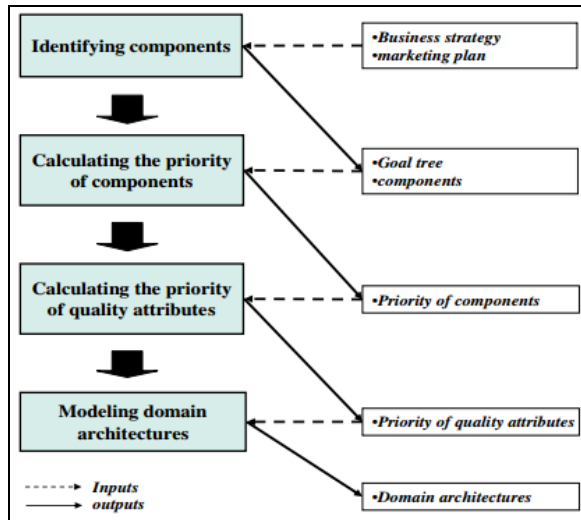 Identifying components
•Business strategy
•marketing plan
Calculating the priority
of components
•Goal tree
•components
Calculating the priority
of quality attributes
•Priority of components
Modeling domain
architectures
•Priority of quality attributes
•Domain architectures
Inputs
outputs